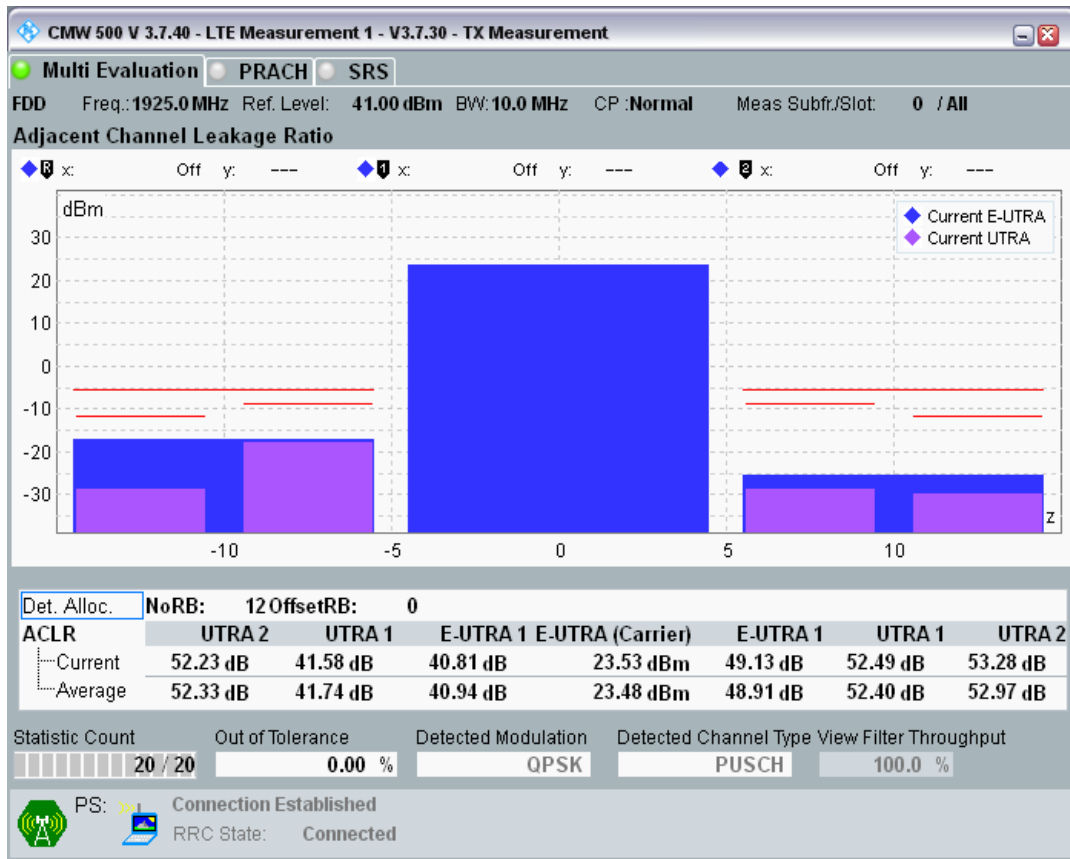 CMW 500 V 3.7.40 - LTE Measurement 1 - V3.7.30 - TX Measurement
Multi Evaluation PRACH SRS
FDD Freq.: 1925.0 MHz Ref. Level: 41.00 dBm BW: 10.0 MHz CP :Normal Meas Subfr./Slot: 0 / All
Adjacent Channel Leakage Ratio
R x: Off y: --- 1 x: Off y: --- 2 x: Off y: ---
dBm
Current E-UTRA
Current UTRA
30
20
10
0
-10
-20
-30
z
-10 -5 0 5 10
Det. Alloc. NoRB: 12 OffsetRB: 0
ACLR UTRA 2 UTRA 1 E-UTRA 1 E-UTRA (Carrier) E-UTRA 1 UTRA 1 UTRA 2
Current 52.23 dB 41.58 dB 40.81 dB 23.53 dBm 49.13 dB 52.49 dB 53.28 dB
Average 52.33 dB 41.74 dB 40.94 dB 23.48 dBm 48.91 dB 52.40 dB 52.97 dB
Statistic Count Out of Tolerance Detected Modulation Detected Channel Type View Filter Throughput
20 / 20 0.00 % QPSK PUSCH 100.0 %
PS: Connection Established
RRC State: Connected